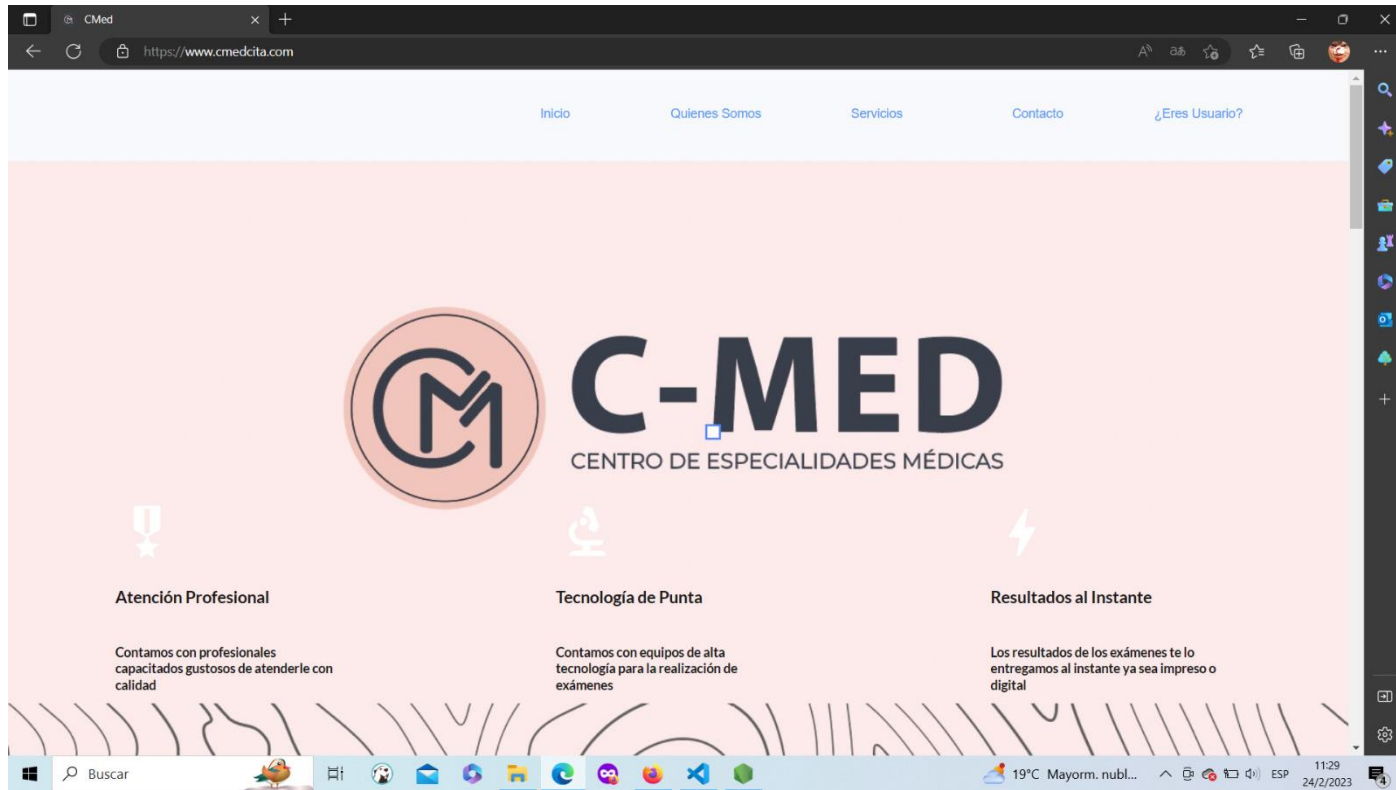 CMed
https://www.cmedcita.com
Inicio Quienes Somos Servicios Contacto ¿Eres Usuario?
CM
C-MED
CENTRO DE ESPECIALIDADES MÉDICAS
Atención Profesional
Contamos con profesionales
capacitados gustosos de atenderle con
calidad
Tecnología de Punta
Contamos con equipos de alta
tecnología para la realización de
exámenes
Resultados al Instante
Los resultados de los exámenes te lo
entregamos al instante ya sea impreso o
digital
Buscar
19°C Mayorm. nubl...
ESP
11:29
24/2/2023
4